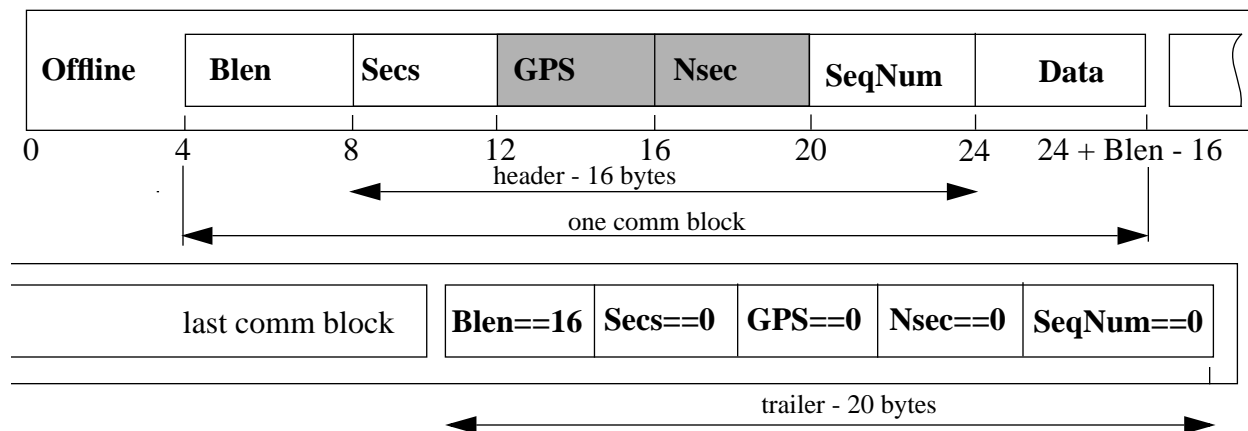 Offline Blen Secs GPS Nsec SeqNum Data
0 4 8 12 16 20 24 24 + Blen - 16
header - 16 bytes
one comm block
last comm block Blen==16 Secs==0 GPS==0 Nsec==0 SeqNum==0
trailer - 20 bytes